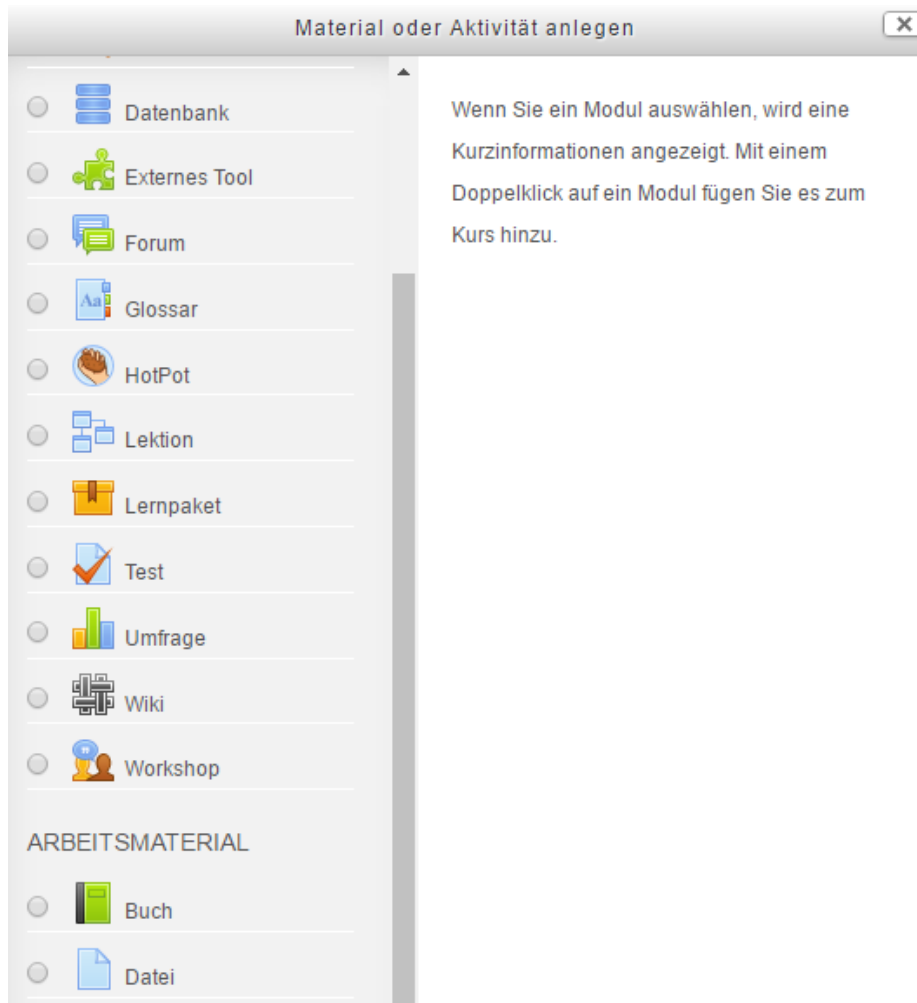 Material oder Aktivität anlegen
Datenbank
Externes Tool
Forum
Aa
Glossar
HotPot
Lektion
Lernpaket
Test
Umfrage
Wiki
Workshop
ARBEITSMATERIAL
Buch
Datei
Wenn Sie ein Modul auswählen, wird eine
Kurzinformationen angezeigt. Mit einem
Doppelklick auf ein Modul fügen Sie es zum
Kurs hinzu.